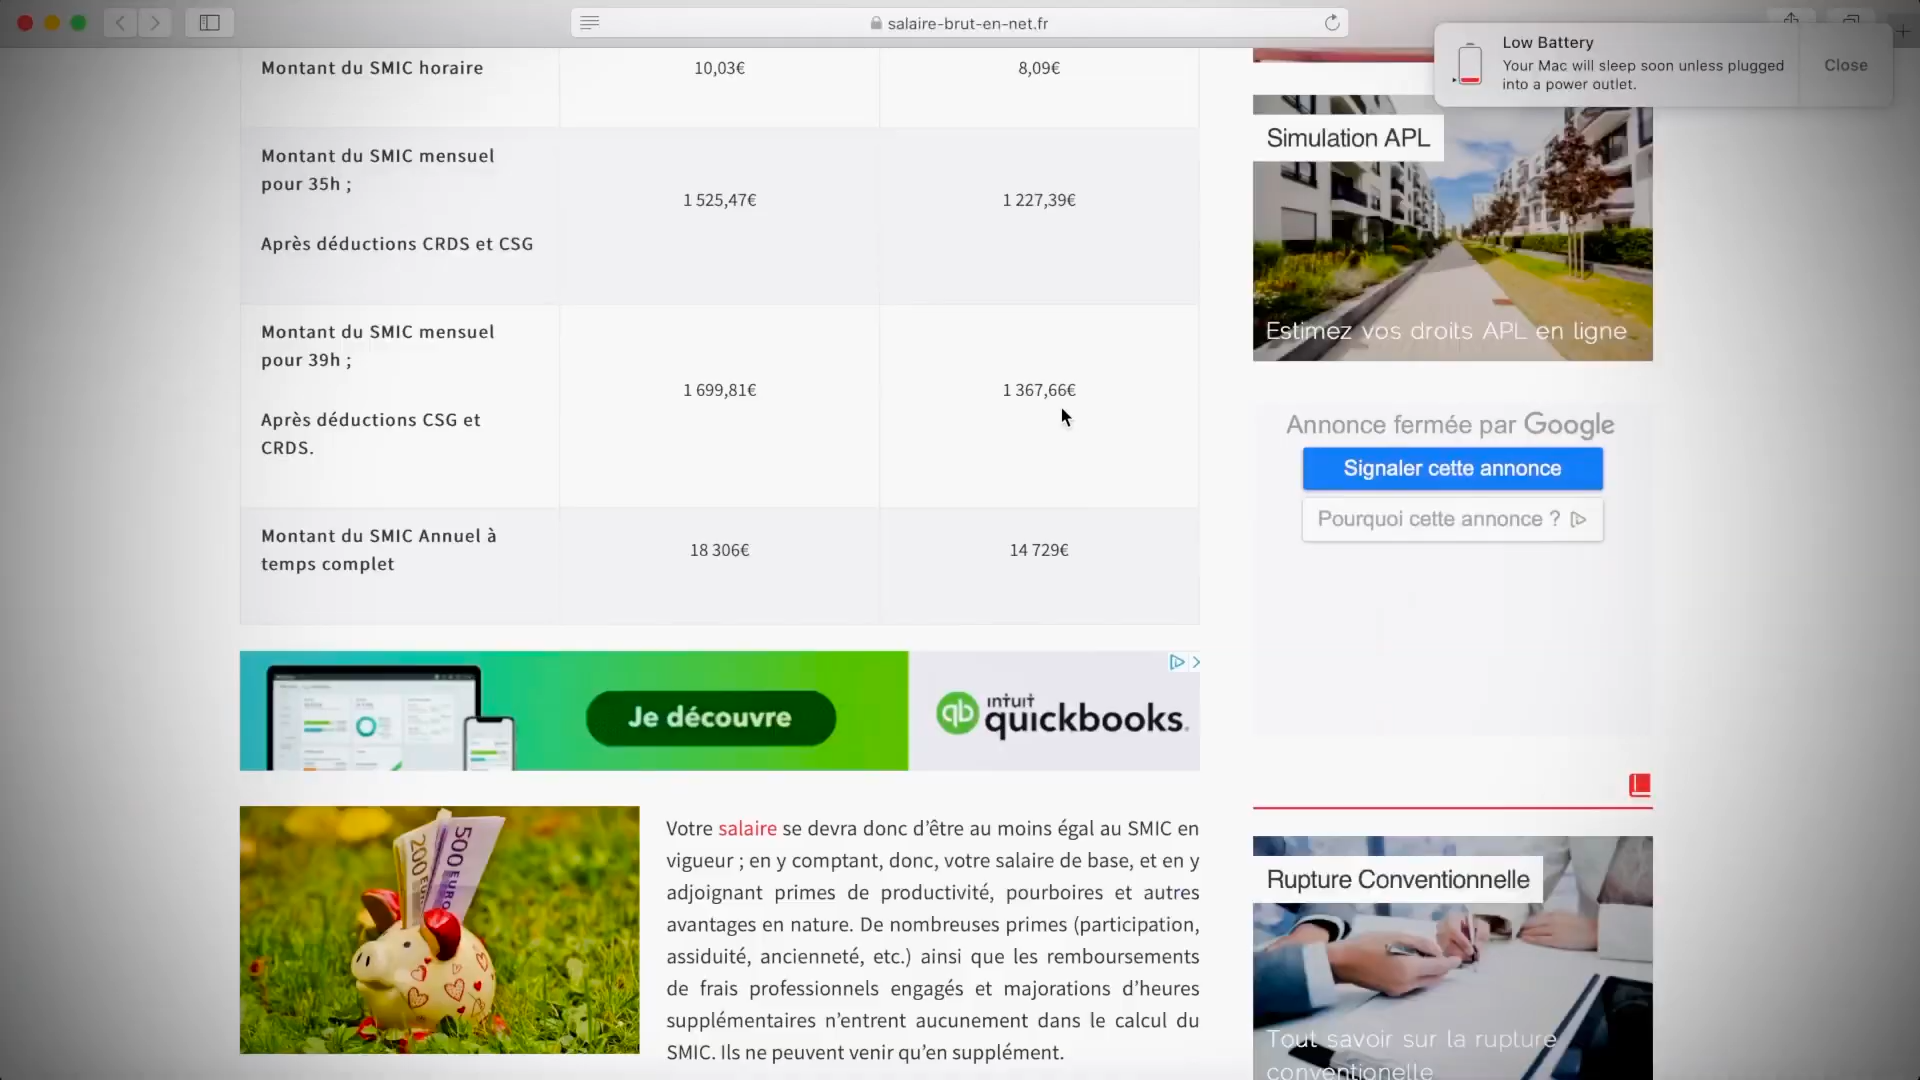 salaire-brut-en-net.fr
Low Battery
Your Mac will sleep soon unless plugged
into a power outlet.
Close
Montant du SMIC horaire
10,03€
8,09€
Montant du SMIC mensuel
pour 35h ;
Après déductions CRDS et CSG
1 525,47€
1 227,39€
Montant du SMIC mensuel
pour 39h ;
Après déductions CSG et
CRDS.
1 699,81€
1 367,66€
Montant du SMIC Annuel à
temps complet
18 306€
14 729€
Je découvre
intuit
quickbooks.
200 EURO
500 EURO
Votre salaire se devra donc d’être au moins égal au SMIC en
vigueur ; en y comptant, donc, votre salaire de base, et en y
adjoignant primes de productivité, pourboires et autres
avantages en nature. De nombreuses primes (participation,
assiduité, ancienneté, etc.) ainsi que les remboursements
de frais professionnels engagés et majorations d’heures
supplémentaires n’entrent aucunement dans le calcul du
SMIC. Ils ne peuvent venir qu’en supplément.
Simulation APL
Estimez vos droits APL en ligne
Annonce fermée par Google
Signaler cette annonce
Pourquoi cette annonce ?
Rupture Conventionnelle
Tout savoir sur la rupture
conventionelle